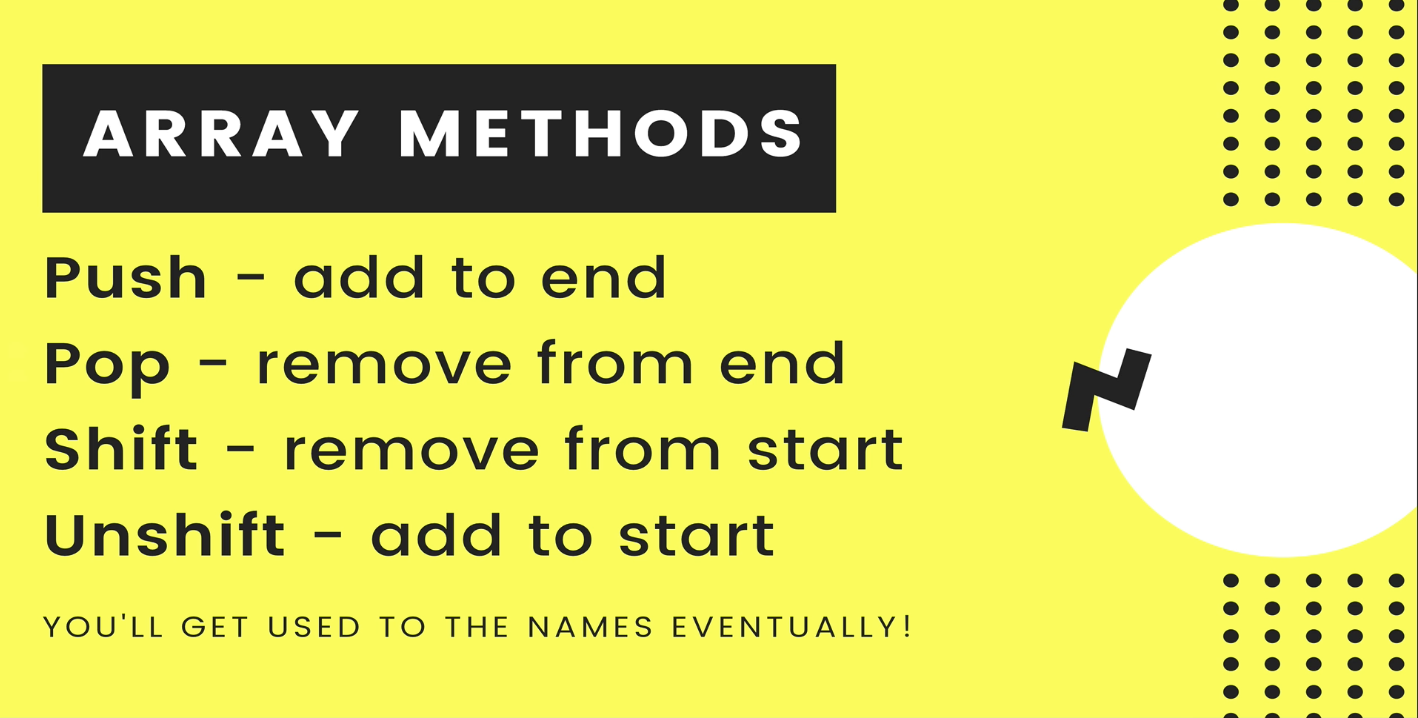 ARRAY METHODS
Push - add to end
Pop - remove from end
Shift - remove from start
Unshift - add to start
YOU'LL GET USED TO THE NAMES EVENTUALLY!